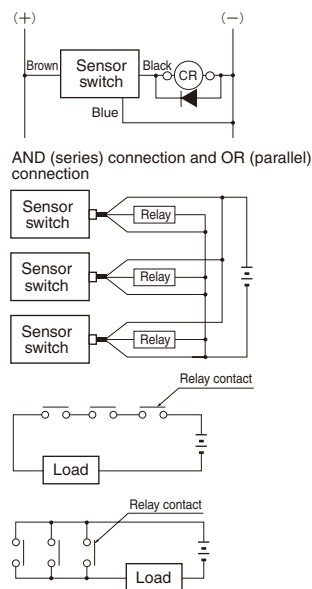 (+)
(−)
Brown
Sensor
switch
Black
CR
Blue
AND (series) connection and OR (parallel)
connection
Sensor
switch
Relay
Sensor
switch
Relay
Sensor
switch
Relay
Relay contact
Load
Relay contact
Load